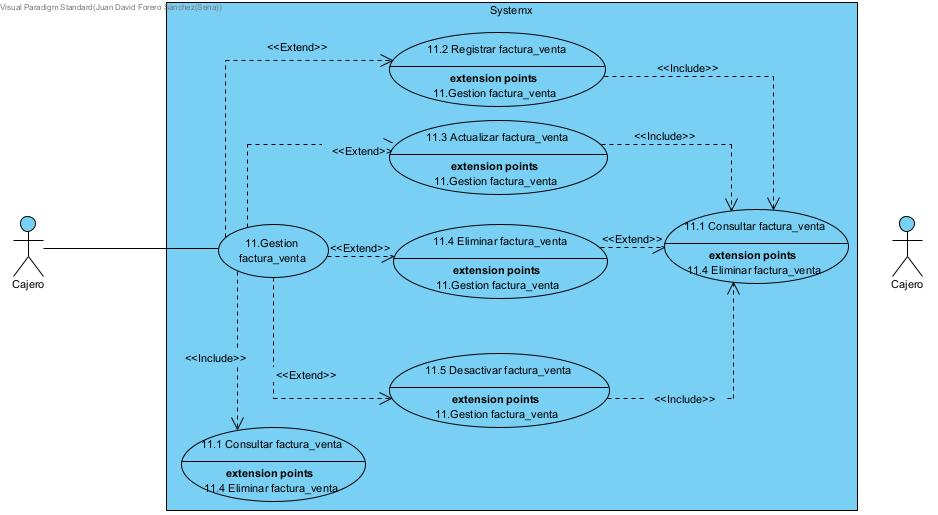 Visual Paradigm Standard(Juan David Forero Sánchez(Sena))
Systemx
<<Extend>>
11.2 Registrar factura_venta
extension points
11.Gestion factura_venta
<<Include>>
<<Extend>>
11.3 Actualizar factura_venta
extension points
11.Gestion factura_venta
<<Include>>
Cajero
11.Gestion
factura_venta
<<Extend>>
11.4 Eliminar factura_venta
extension points
11.Gestion factura_venta
<<Extend>>
11.1 Consultar factura_venta
extension points
11.4 Eliminar factura_venta
Cajero
<<Include>>
<<Extend>>
11.5 Desactivar factura_venta
extension points
11.Gestion factura_venta
<<Include>>
11.1 Consultar factura_venta
extension points
11.4 Eliminar factura_venta